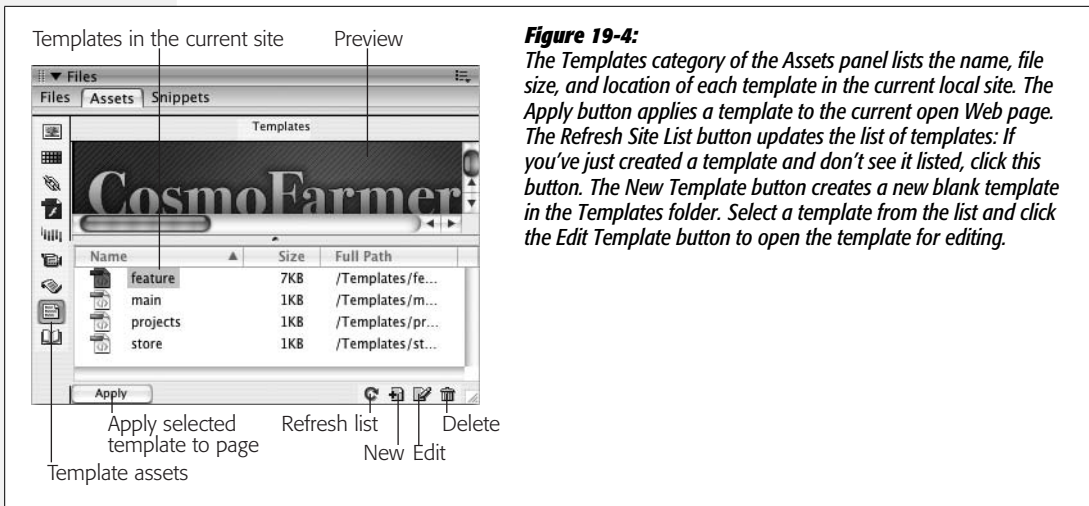 Templates in the current site
Preview
Files
Files Assets Snippets
Templates
CosmoFarmer
Name Size Full Path
feature 7KB /Templates/fe...
main 1KB /Templates/m...
projects 1KB /Templates/pr...
store 1KB /Templates/st...
Apply
Apply selected
template to page
Refresh list
New
Edit
Delete
Template assets
Figure 19-4:
The Templates category of the Assets panel lists the name, file
size, and location of each template in the current local site. The
Apply button applies a template to the current open Web page.
The Refresh Site List button updates the list of templates: If
you’ve just created a template and don’t see it listed, click this
button. The New Template button creates a new blank template
in the Templates folder. Select a template from the list and click
the Edit Template button to open the template for editing.